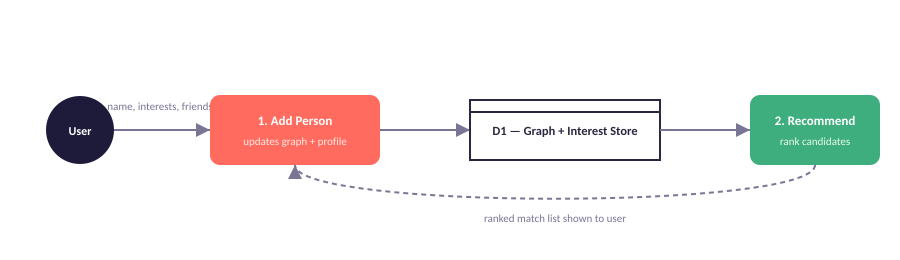 User
name, interests, friends
1. Add Person
updates graph + profile
D1 — Graph + Interest Store
2. Recommend
rank candidates
ranked match list shown to user